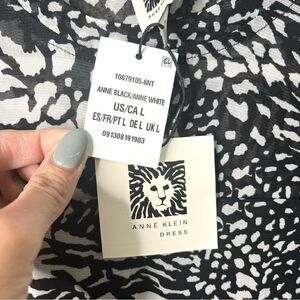 10879105-6NT
ANNE BLACK/ANNE WHITE
US/CA L
ES/FR/PT L DE L UK L
091308191903
ANNE KLEIN
DRESS